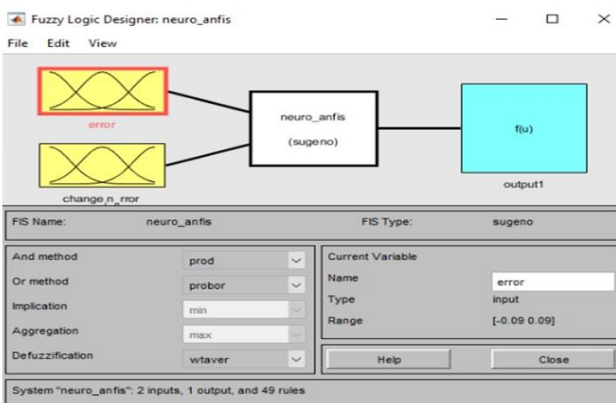 Fuzzy Logic Designer: neuro_anfis
File Edit View
error
neuro_anfis
(sugeno)
f(u)
change_in_error
output1
FIS Name: neuro_anfis FIS Type: sugeno
And method prod
Or method probor
Implication min
Aggregation max
Defuzzification wtaver
Current Variable
Name error
Type input
Range [-0.09 0.09]
Help Close
System "neuro_anfis": 2 inputs, 1 output, and 49 rules